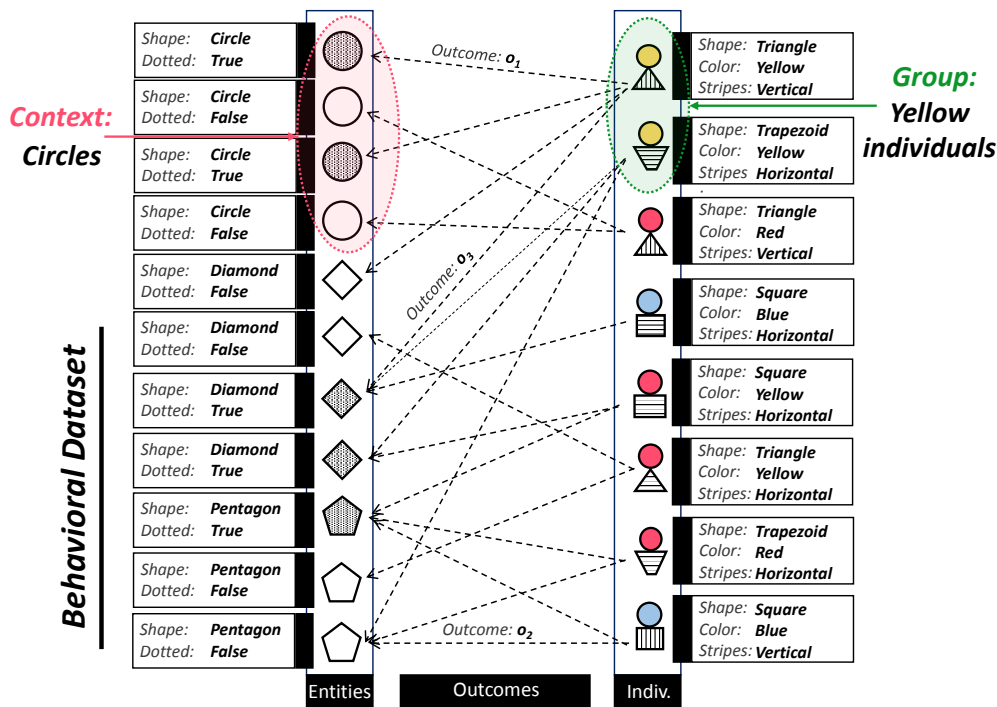 Shape: Circle
Dotted: True
Shape: Circle
Dotted: False
Shape: Circle
Dotted: True
Shape: Circle
Dotted: False
Shape: Diamond
Dotted: False
Shape: Diamond
Dotted: False
Shape: Diamond
Dotted: True
Shape: Diamond
Dotted: True
Shape: Pentagon
Dotted: True
Shape: Pentagon
Dotted: False
Shape: Pentagon
Dotted: False
Context:
Circles
Behavioral Dataset
Outcome: o1
Outcome: o3
Outcome: o2
Shape: Triangle
Color: Yellow
Stripes: Vertical
Shape: Trapezoid
Color: Yellow
Stripes Horizontal
Shape: Triangle
Color: Red
Stripes: Vertical
Shape: Square
Color: Blue
Stripes: Horizontal
Shape: Square
Color: Yellow
Stripes: Horizontal
Shape: Triangle
Color: Yellow
Stripes: Horizontal
Shape: Trapezoid
Color: Red
Stripes: Horizontal
Shape: Square
Color: Blue
Stripes: Vertical
Group:
Yellow
individuals
Entities
Outcomes
Indiv.